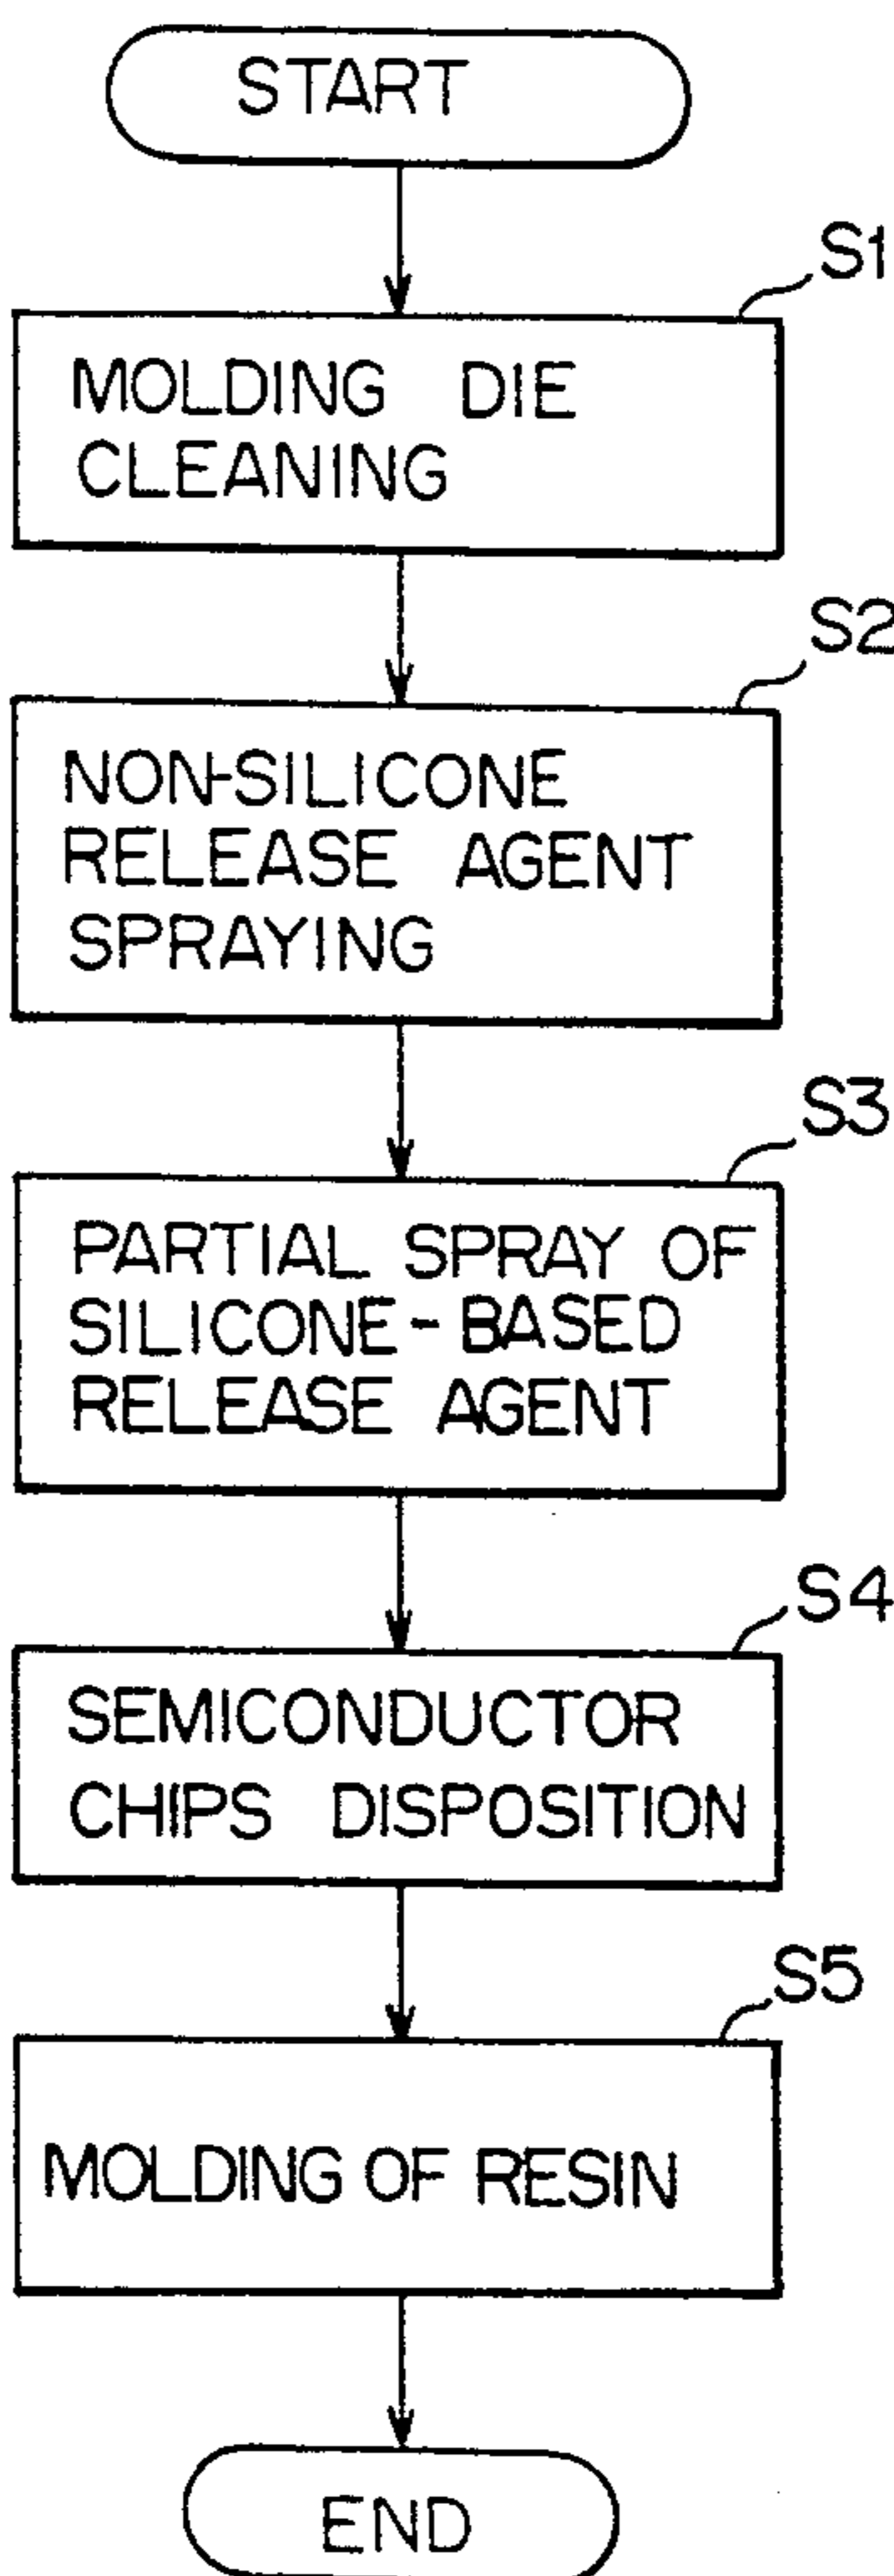 START
S1
MOLDING DIE
CLEANING
S2
NON-SILICONE
RELEASE AGENT
SPRAYING
S3
PARTIAL SPRAY OF
SILICONE-BASED
RELEASE AGENT
S4
SEMICONDUCTOR
CHIPS DISPOSITION
S5
MOLDING OF RESIN
END